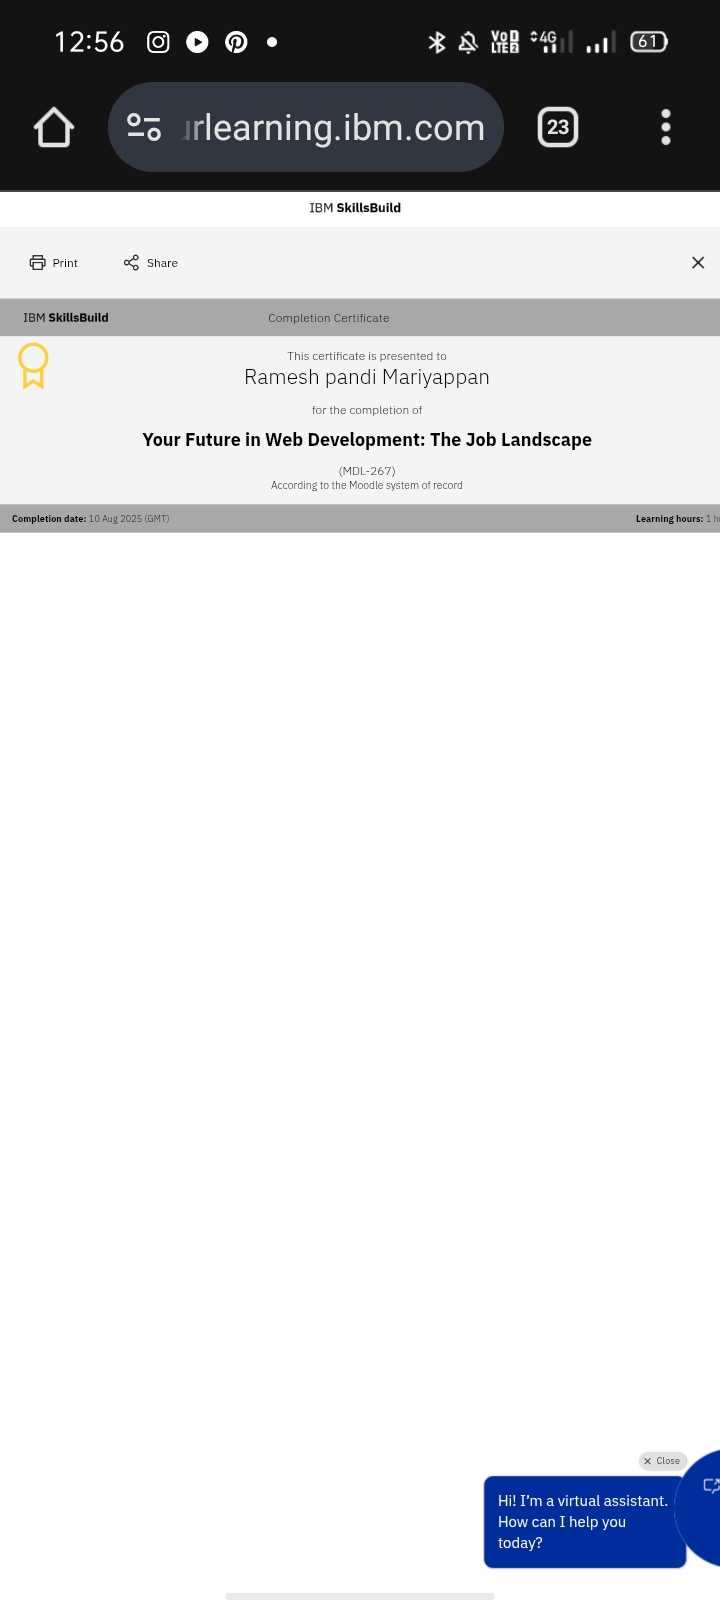 12:56
VoD LTE2 4G 61
urlearning.ibm.com
23
IBM SkillsBuild
Print Share
IBM SkillsBuild Completion Certificate
This certificate is presented to
Ramesh pandi Mariyappan
for the completion of
Your Future in Web Development: The Job Landscape
(MDL-267)
According to the Moodle system of record
Completion date: 10 Aug 2025 (GMT) Learning hours: 1 h
Close
Hi! I'm a virtual assistant.
How can I help you
today?